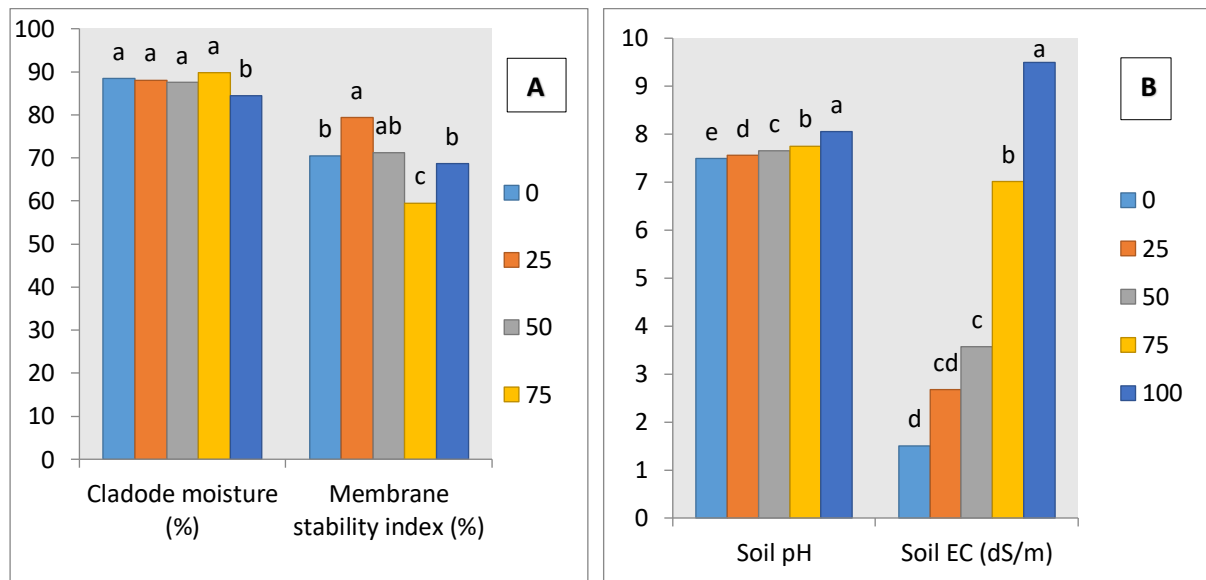 100
90
80
70
60
50
40
30
20
10
0
a a a a b
b a ab c b
Cladode moisture
(%)
Membrane
stability index (%)
A
0
25
50
75
10
9
8
7
6
5
4
3
2
1
0
e d c b a
d cd c b a
Soil pH
Soil EC (dS/m)
B
0
25
50
75
100